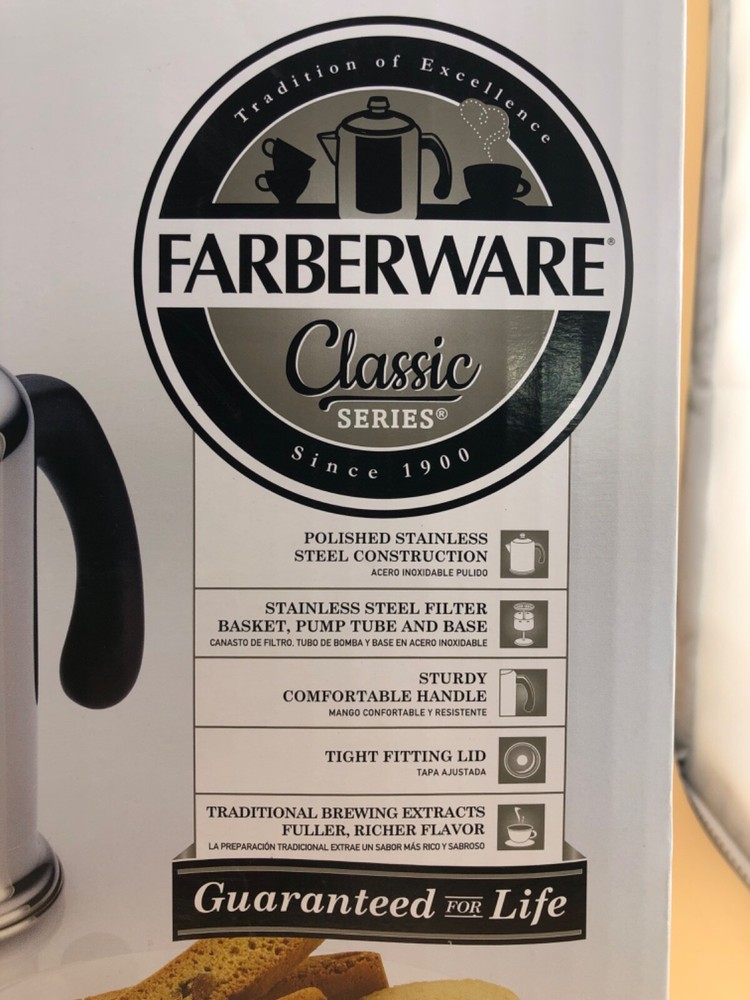 Tradition of Excellence
FARBERWARE®
Classic
SERIES®
Since 1900
POLISHED STAINLESS
STEEL CONSTRUCTION
ACERO INOXIDABLE PULIDO
STAINLESS STEEL FILTER
BASKET, PUMP TUBE AND BASE
CANASTO DE FILTRO, TUBO DE BOMBA Y BASE EN ACERO INOXIDABLE
STURDY
COMFORTABLE HANDLE
MANGO CONFORTABLE Y RESISTENTE
TIGHT FITTING LID
TAPA AJUSTADA
TRADITIONAL BREWING EXTRACTS
FULLER, RICHER FLAVOR
LA PREPARACIÓN TRADICIONAL EXTRAE UN SABOR MÁS RICO Y SABROSO
Guaranteed FOR Life